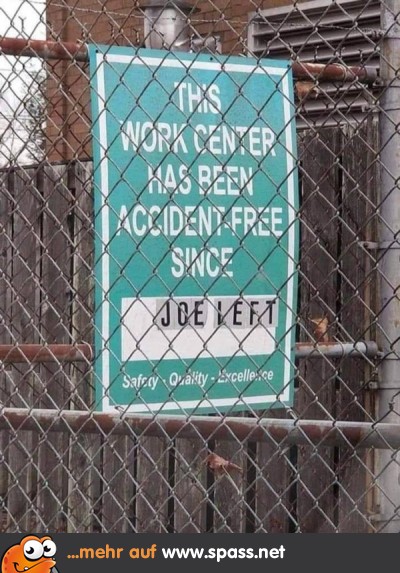 THIS
WORK CENTER
HAS BEEN
ACCIDENT-FREE
SINCE
JOE LEFT
Safety - Quality - Excellence
...mehr auf www.spass.net